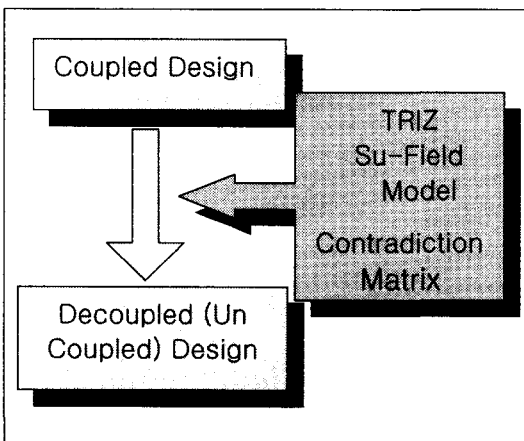 Coupled Design
TRIZ
Su-Field
Model
Contradiction
Matrix
Decoupled (Un
Coupled) Design